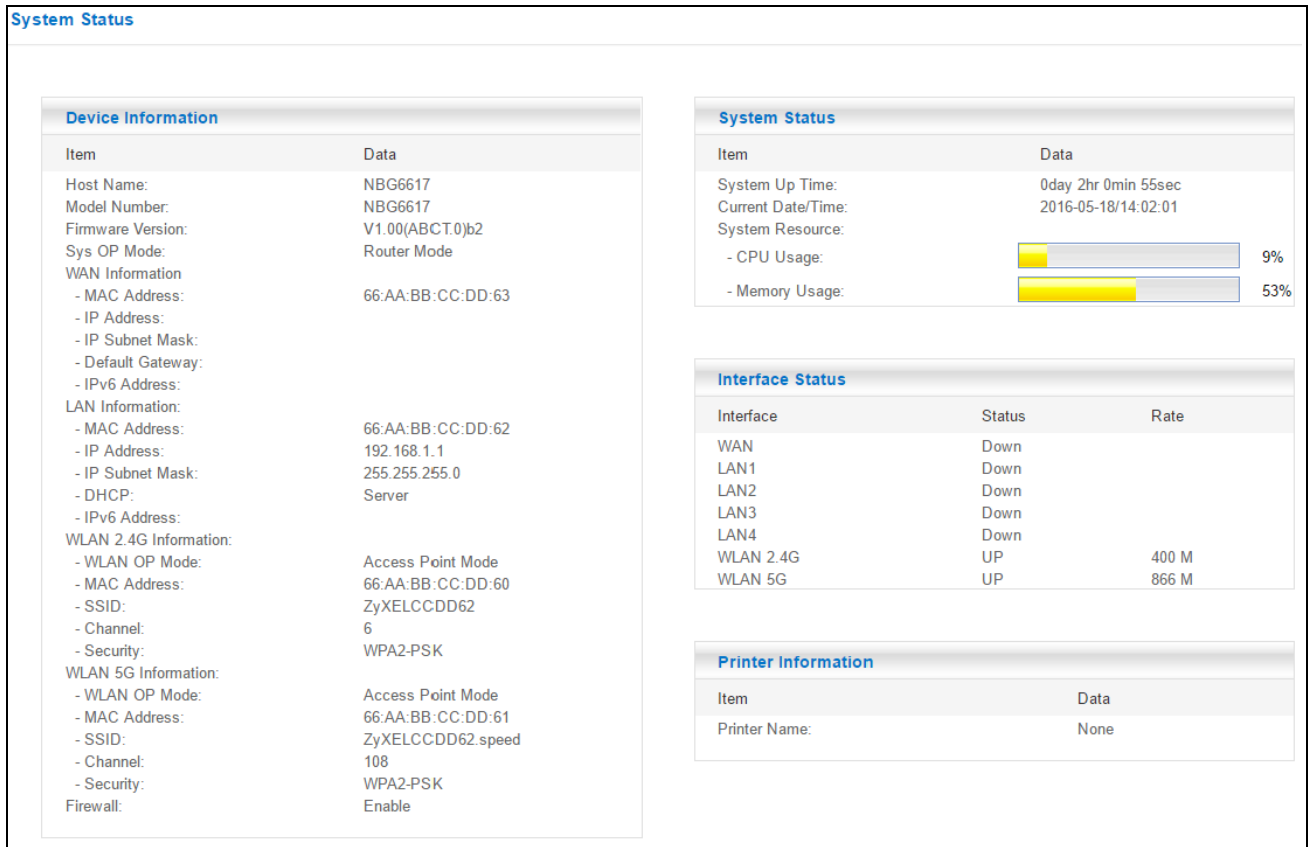 System Status
Device Information
Item Data
Host Name: NBG6617
Model Number: NBG6617
Firmware Version: V1.00(ABCT.0)b2
Sys OP Mode: Router Mode
WAN Information
- MAC Address: 66:AA:BB:CC:DD:63
- IP Address:
- IP Subnet Mask:
- Default Gateway:
- IPv6 Address:
LAN Information:
- MAC Address: 66:AA:BB:CC:DD:62
- IP Address: 192.168.1.1
- IP Subnet Mask: 255.255.255.0
- DHCP: Server
- IPv6 Address:
WLAN 2.4G Information:
- WLAN OP Mode: Access Point Mode
- MAC Address: 66:AA:BB:CC:DD:60
- SSID: ZyXELCCDD62
- Channel: 6
- Security: WPA2-PSK
WLAN 5G Information:
- WLAN OP Mode: Access Point Mode
- MAC Address: 66:AA:BB:CC:DD:61
- SSID: ZyXELCCDD62.speed
- Channel: 108
- Security: WPA2-PSK
Firewall: Enable
System Status
Item Data
System Up Time: 0day 2hr 0min 55sec
Current Date/Time: 2016-05-18/14:02:01
System Resource:
- CPU Usage: 9%
- Memory Usage: 53%
Interface Status
Interface Status Rate
WAN Down
LAN1 Down
LAN2 Down
LAN3 Down
LAN4 Down
WLAN 2.4G UP 400 M
WLAN 5G UP 866 M
Printer Information
Item Data
Printer Name: None